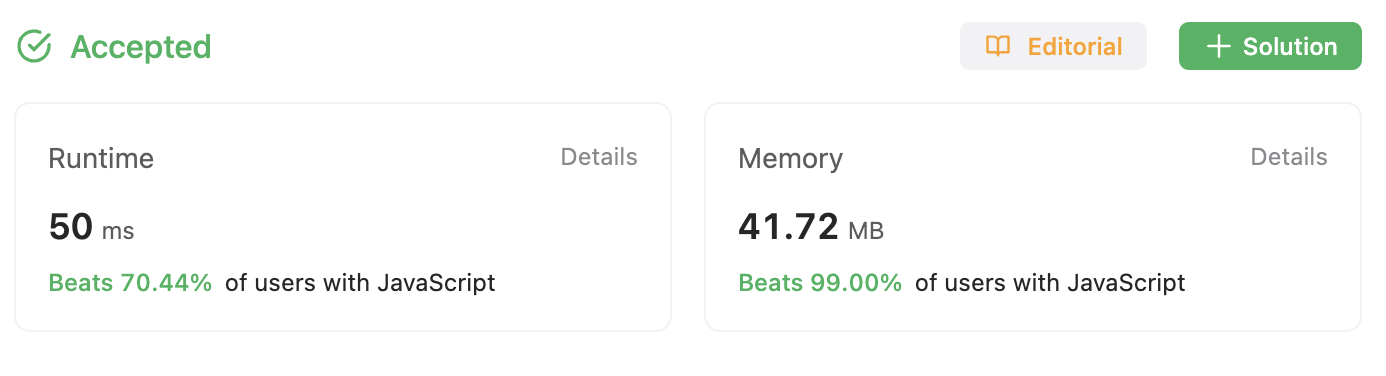 Accepted
Editorial
+ Solution
Runtime
Details
50 ms
Beats 70.44% of users with JavaScript
Memory
Details
41.72 MB
Beats 99.00% of users with JavaScript